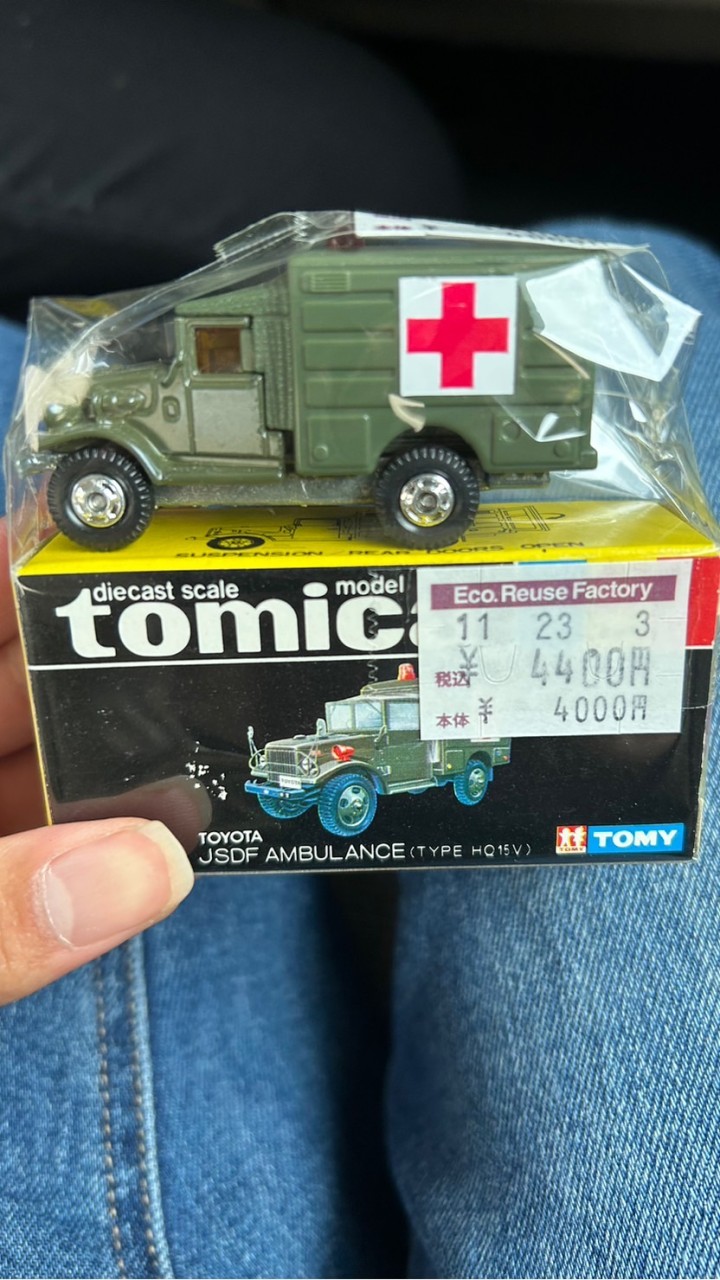 SUSPENSION REAR DOORS OPEN
diecast scale model
tomica
Eco.Reuse Factory
11 23 3
税込 ¥ 4400円
本体 ¥ 4000円
TOYOTA
JSDF AMBULANCE (TYPE HQ15V)
TOMY
TOMY